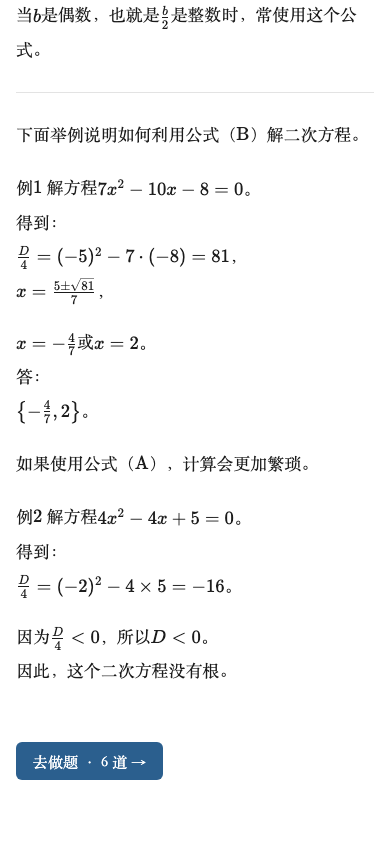 当b是偶数，也就是b/2是整数时，常使用这个公
式。
下面举例说明如何利用公式（B）解二次方程。
例1 解方程7x² − 10x − 8 = 0。
得到：
D/4 = (−5)² − 7 · (−8) = 81，
x = (5±√81)/7，
x = −4/7或x = 2。
答：
{−4/7, 2}。
如果使用公式（A），计算会更加繁琐。
例2 解方程4x² − 4x + 5 = 0。
得到：
D/4 = (−2)² − 4 × 5 = −16。
因为D/4 < 0，所以D < 0。
因此，这个二次方程没有根。
去做题 · 6 道 →